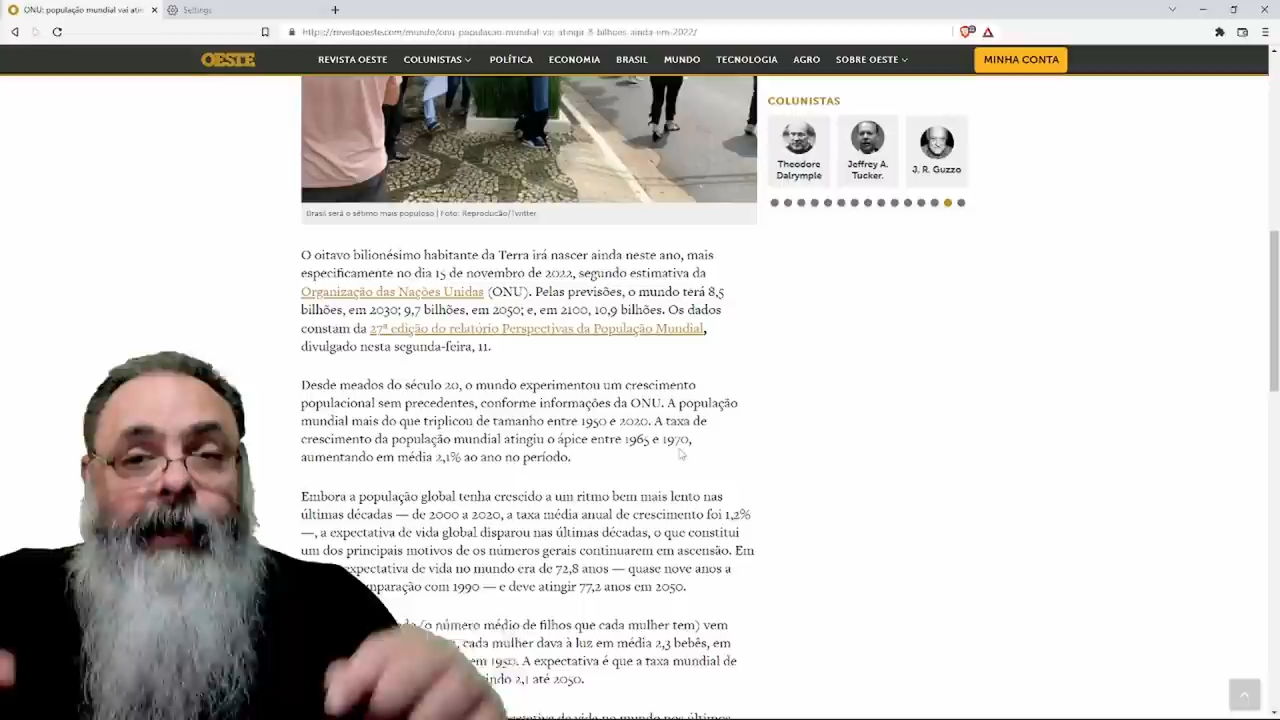 ONU: população mundial vai atin
Settings
https://revistaoeste.com/mundo/onu-populacao-mundial-vai-atingir-8-bilhoes-ainda-em-2022/
OESTE
REVISTA OESTE COLUNISTAS POLÍTICA ECONOMIA BRASIL MUNDO TECNOLOGIA AGRO SOBRE OESTE MINHA CONTA
COLUNISTAS
Theodore Dalrymple
Jeffrey A. Tucker.
J. R. Guzzo
Brasil será o sétimo mais populoso | Foto: Reprodução/Twitter
O oitavo bilionésimo habitante da Terra irá nascer ainda neste ano, mais
especificamente no dia 15 de novembro de 2022, segundo estimativa da
Organização das Nações Unidas (ONU). Pelas previsões, o mundo terá 8,5
bilhões, em 2030; 9,7 bilhões, em 2050; e, em 2100, 10,9 bilhões. Os dados
constam da 27ª edição do relatório Perspectivas da População Mundial,
divulgado nesta segunda-feira, 11.
Desde meados do século 20, o mundo experimentou um crescimento
populacional sem precedentes, conforme informações da ONU. A população
mundial mais do que triplicou de tamanho entre 1950 e 2020. A taxa de
crescimento da população mundial atingiu o ápice entre 1965 e 1970,
aumentando em média 2,1% ao ano no período.
Embora a população global tenha crescido a um ritmo bem mais lento nas
últimas décadas — de 2000 a 2020, a taxa média anual de crescimento foi 1,2%
—, a expectativa de vida global disparou nas últimas décadas, o que constitui
um dos principais motivos de os números gerais continuarem em ascensão. Em
expectativa de vida no mundo era de 72,8 anos — quase nove anos a
comparação com 1990 — e deve atingir 77,2 anos em 2050.
(o número médio de filhos que cada mulher tem) vem
cada mulher dava à luz em média 2,3 bebês, em
em 1950. A expectativa é que a taxa mundial de
2,1 até 2050.